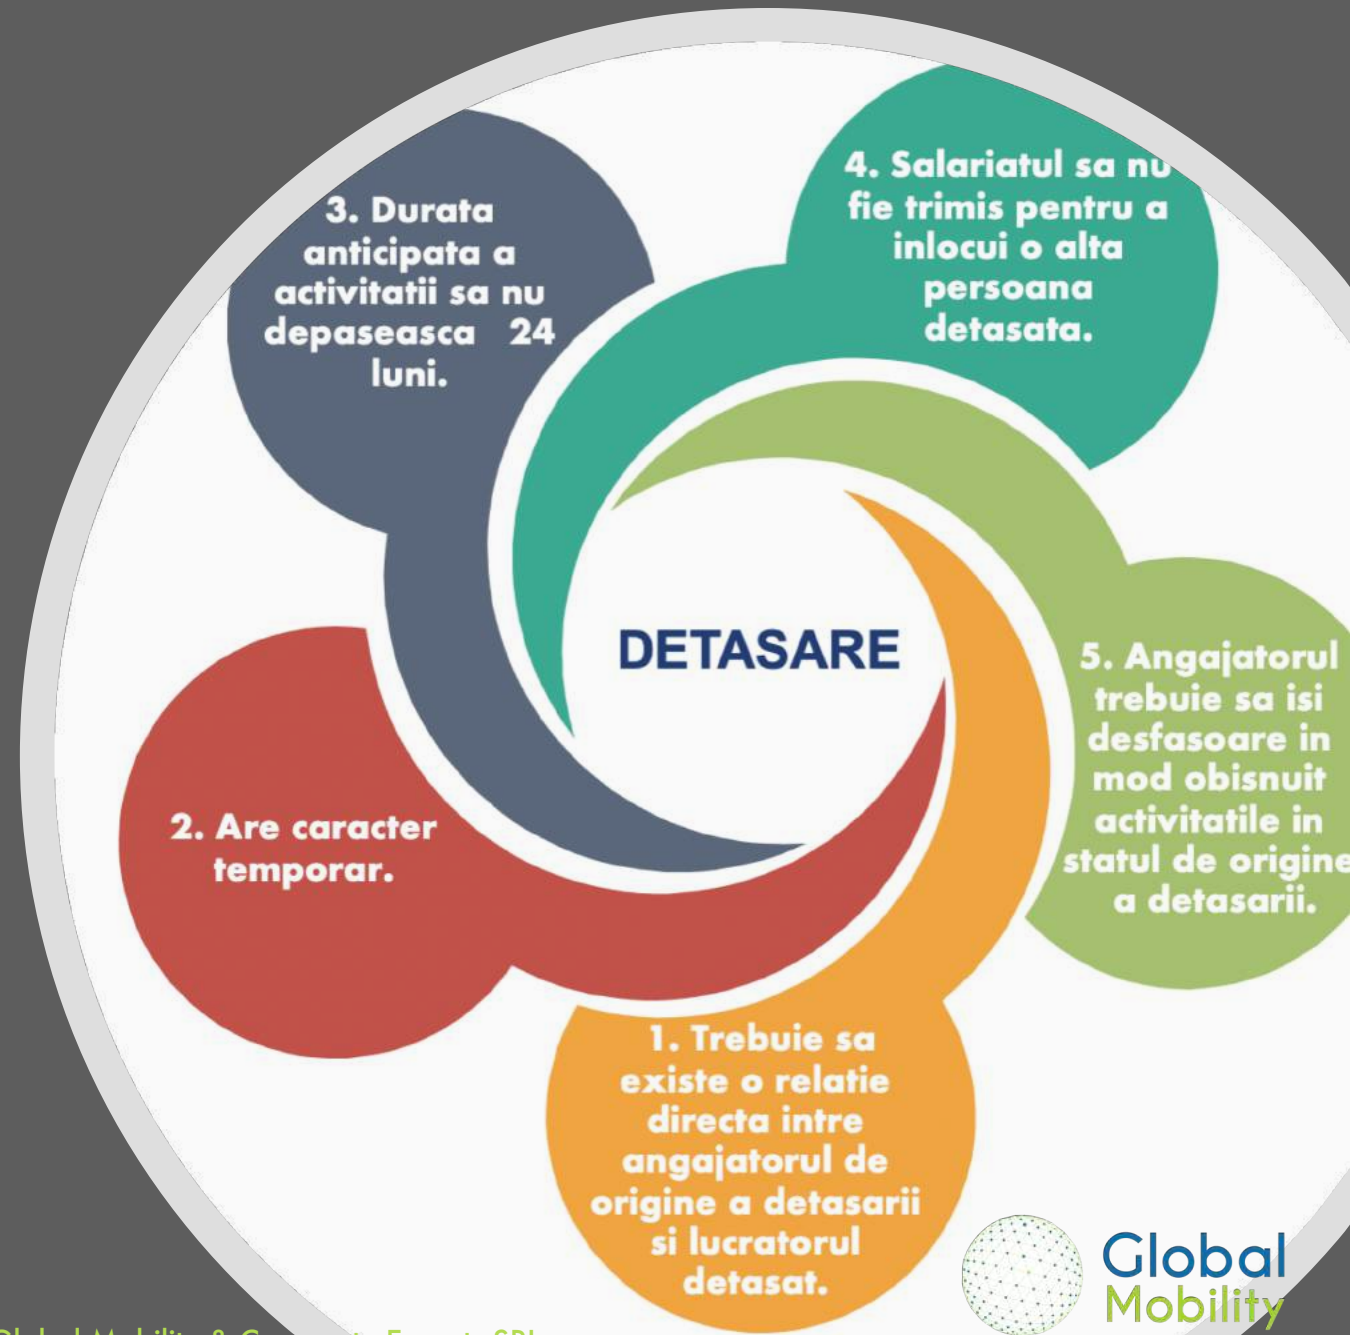 3. Durata
anticipata a
activitatii sa nu
depaseasca 24
luni.
4. Salariatul sa nu
fie trimis pentru a
inlocui o alta
persoana
detasata.
DETASARE
5. Angajatorul
trebuie sa isi
desfasoare in
mod obisnuit
activitatile in
statul de origine
a detasarii.
2. Are caracter
temporar.
1. Trebuie sa
existe o relatie
directa intre
angajatorul de
origine a detasarii
si lucratorul
detasat.
Global
Mobility